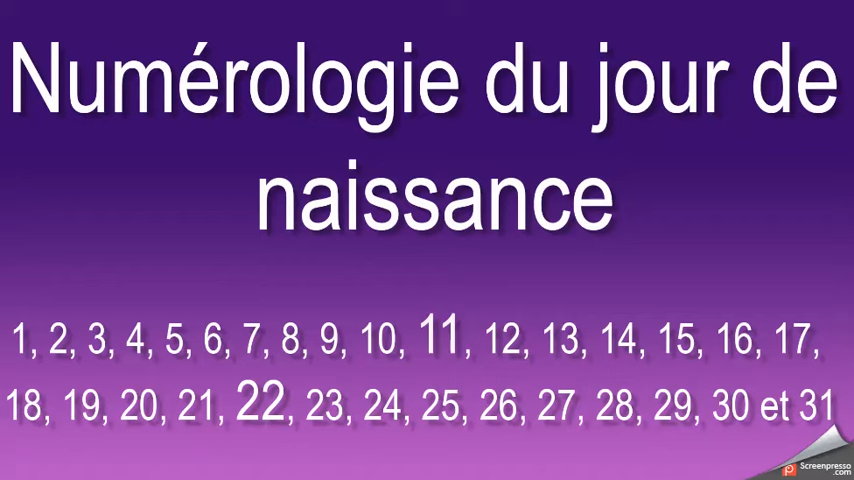 Numérologie du jour de
naissance
1, 2, 3, 4, 5, 6, 7, 8, 9, 10, 11, 12, 13, 14, 15, 16, 17,
18, 19, 20, 21, 22, 23, 24, 25, 26, 27, 28, 29, 30 et 31
Screenpresso
.com